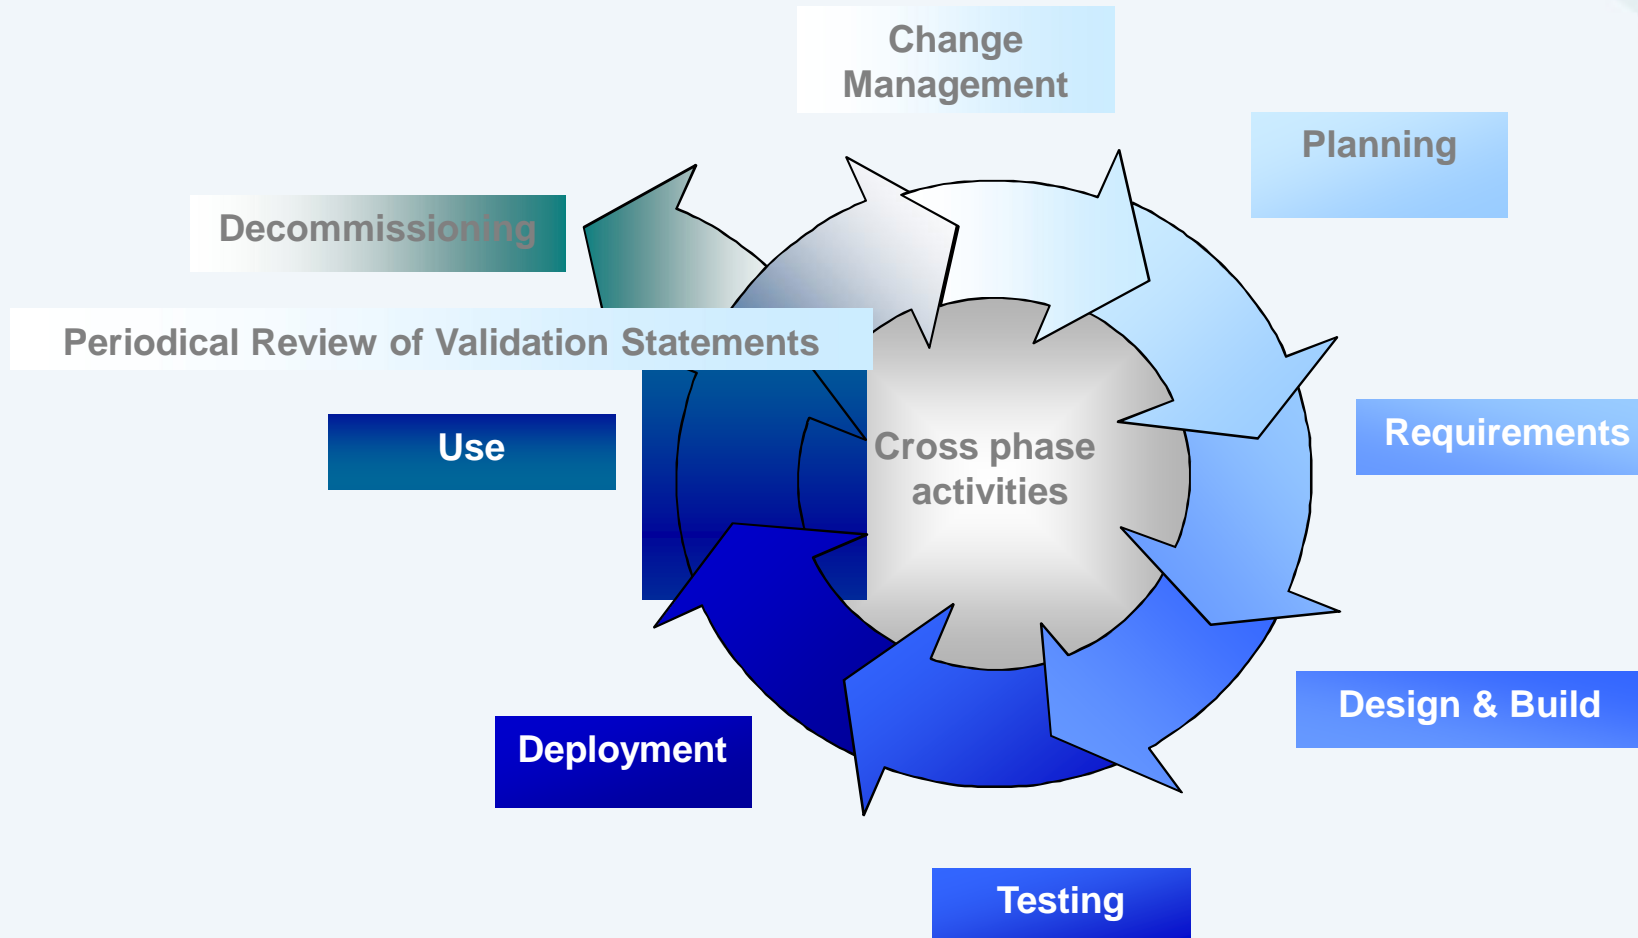 Change
Management
Planning
Decommissioning
Periodical Review of Validation Statements
Use
Cross phase
activities
Requirements
Design & Build
Deployment
Testing